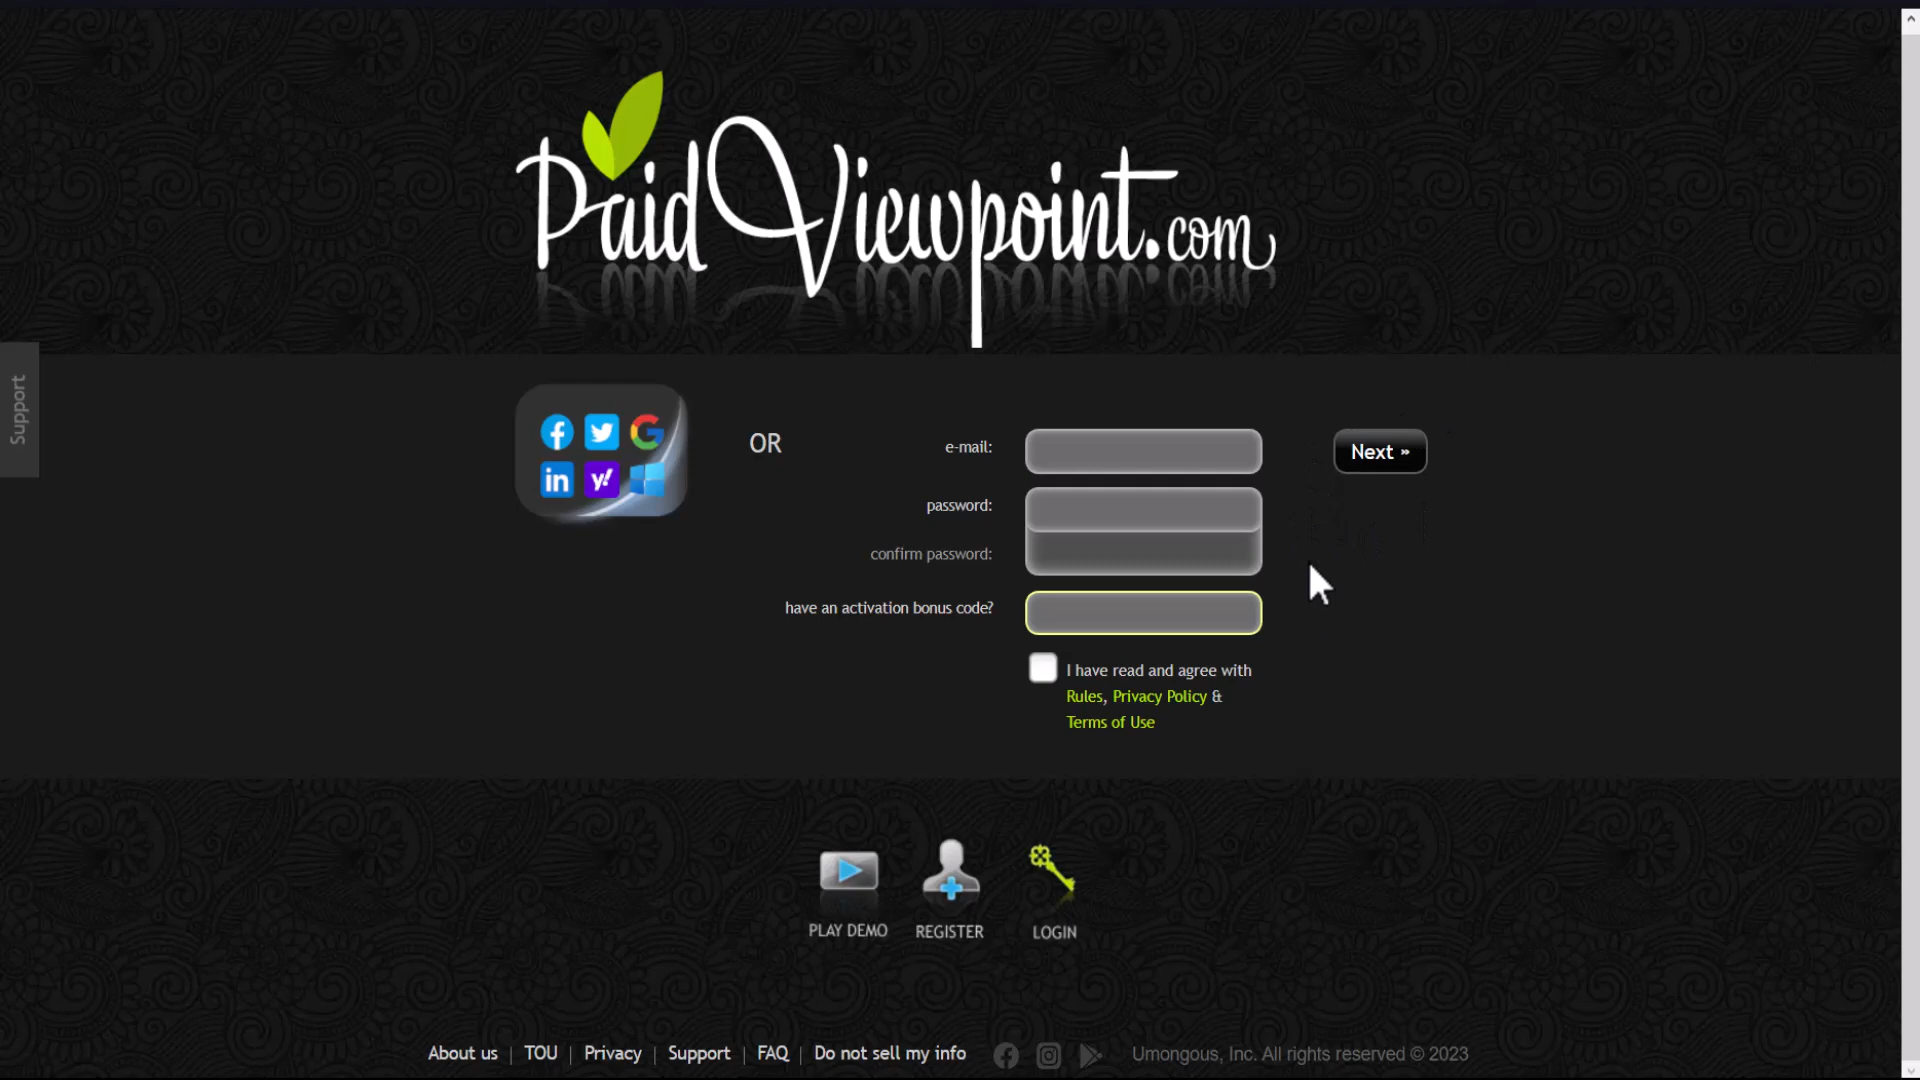 PaidViewpoint.com
Support
OR
e-mail:
Next »
password:
confirm password:
have an activation bonus code?
I have read and agree with
Rules, Privacy Policy &
Terms of Use
PLAY DEMO
REGISTER
LOGIN
About us | TOU | Privacy | Support | FAQ | Do not sell my info
Umongous, Inc. All rights reserved © 2023